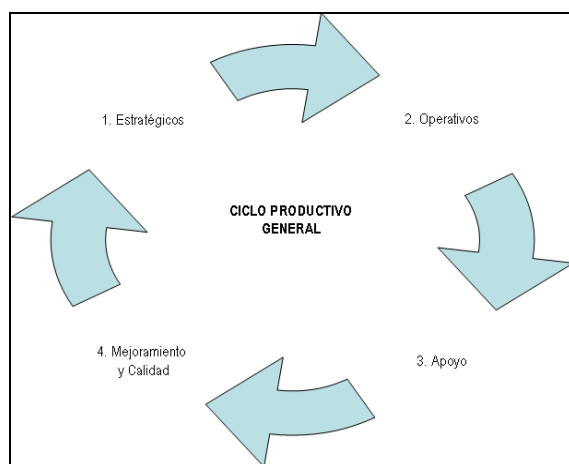 1. Estratégicos
2. Operativos
CICLO PRODUCTIVO
GENERAL
4. Mejoramiento
y Calidad
3. Apoyo